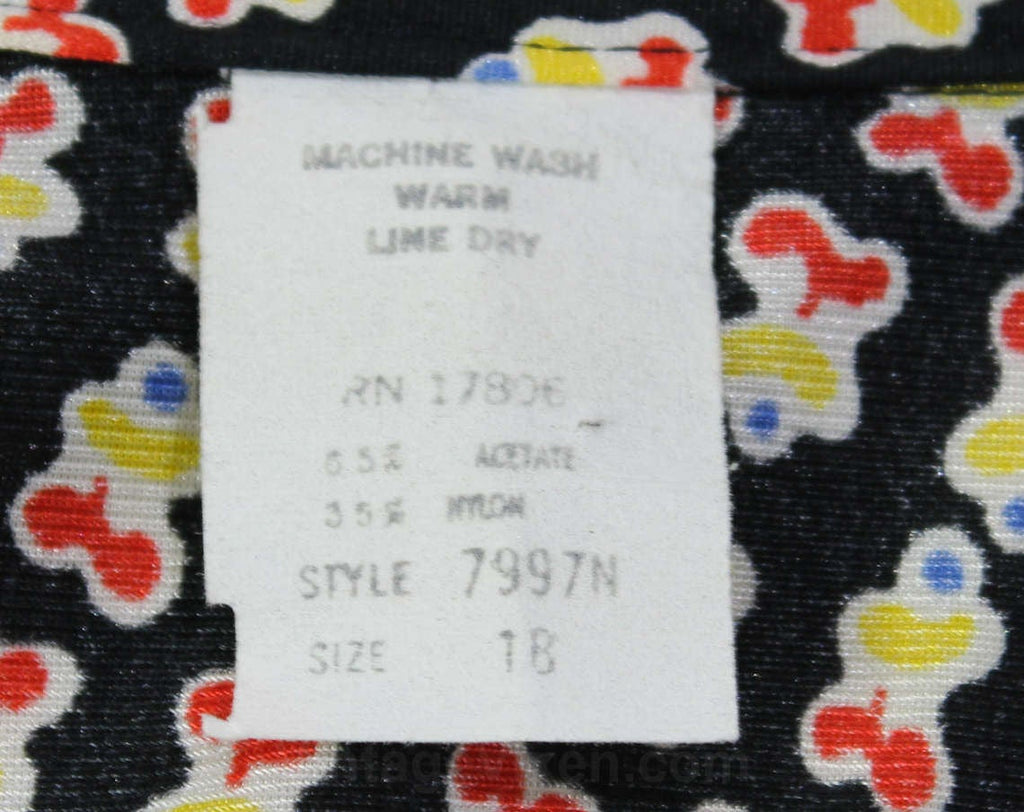 MACHINE WASH
WARM
LINE DRY
RN 17806
65% ACETATE
35% NYLON
STYLE 7997N
SIZE 18